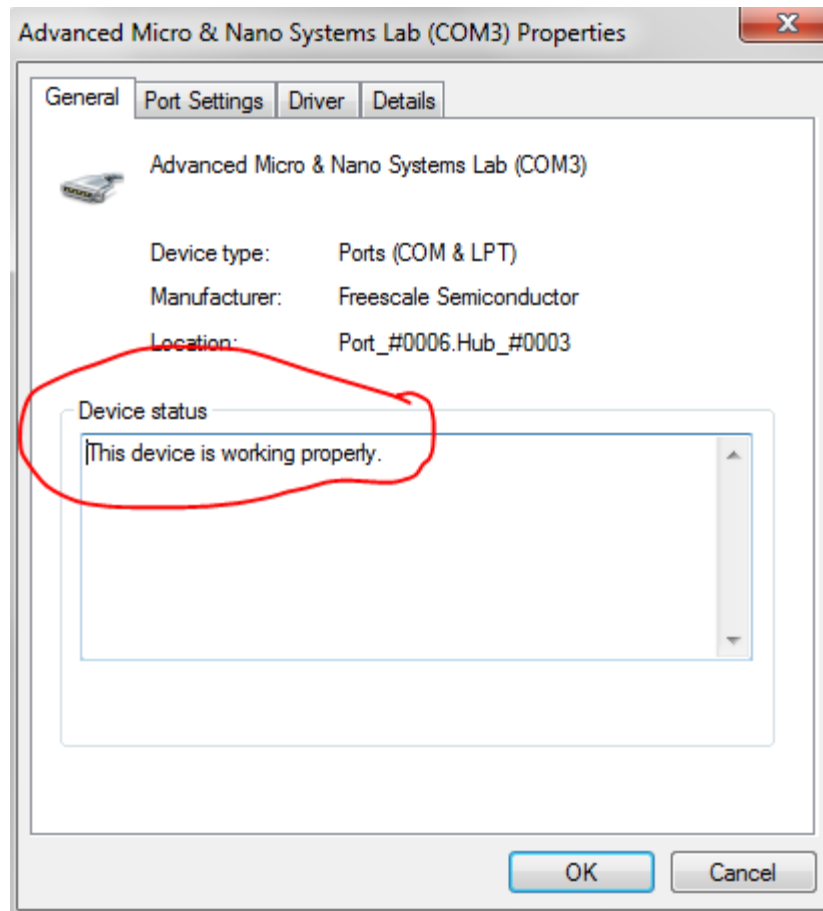 Advanced Micro & Nano Systems Lab (COM3) Properties
General Port Settings Driver Details
Advanced Micro & Nano Systems Lab (COM3)
Device type: Ports (COM & LPT)
Manufacturer: Freescale Semiconductor
Location: Port_#0006.Hub_#0003
Device status
This device is working properly.
OK Cancel